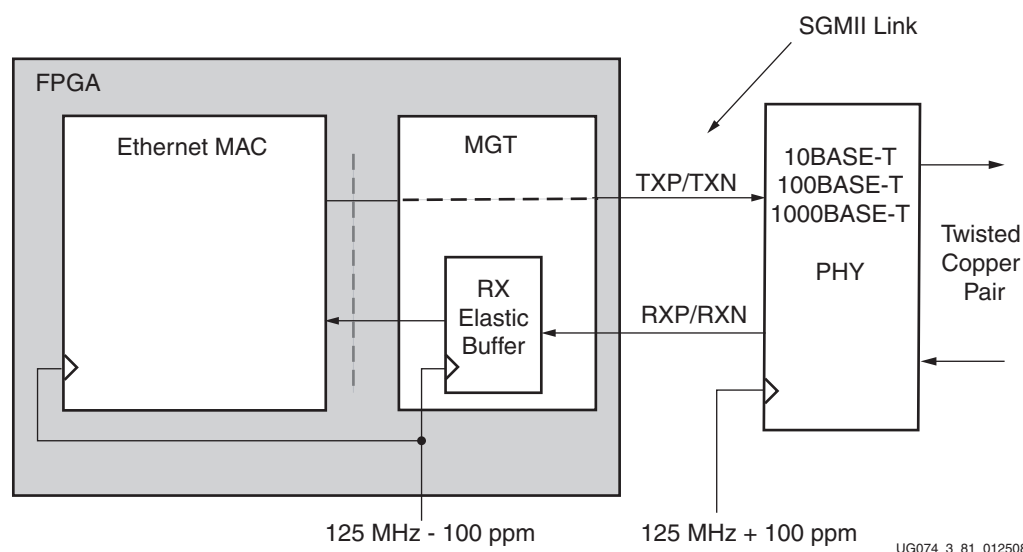 SGMII Link
FPGA
Ethernet MAC
MGT
10BASE-T
100BASE-T
1000BASE-T
PHY
TXP/TXN
Twisted
Copper
Pair
RX
Elastic
Buffer
RXP/RXN
125 MHz - 100 ppm
125 MHz + 100 ppm
UG074_3_81_012508